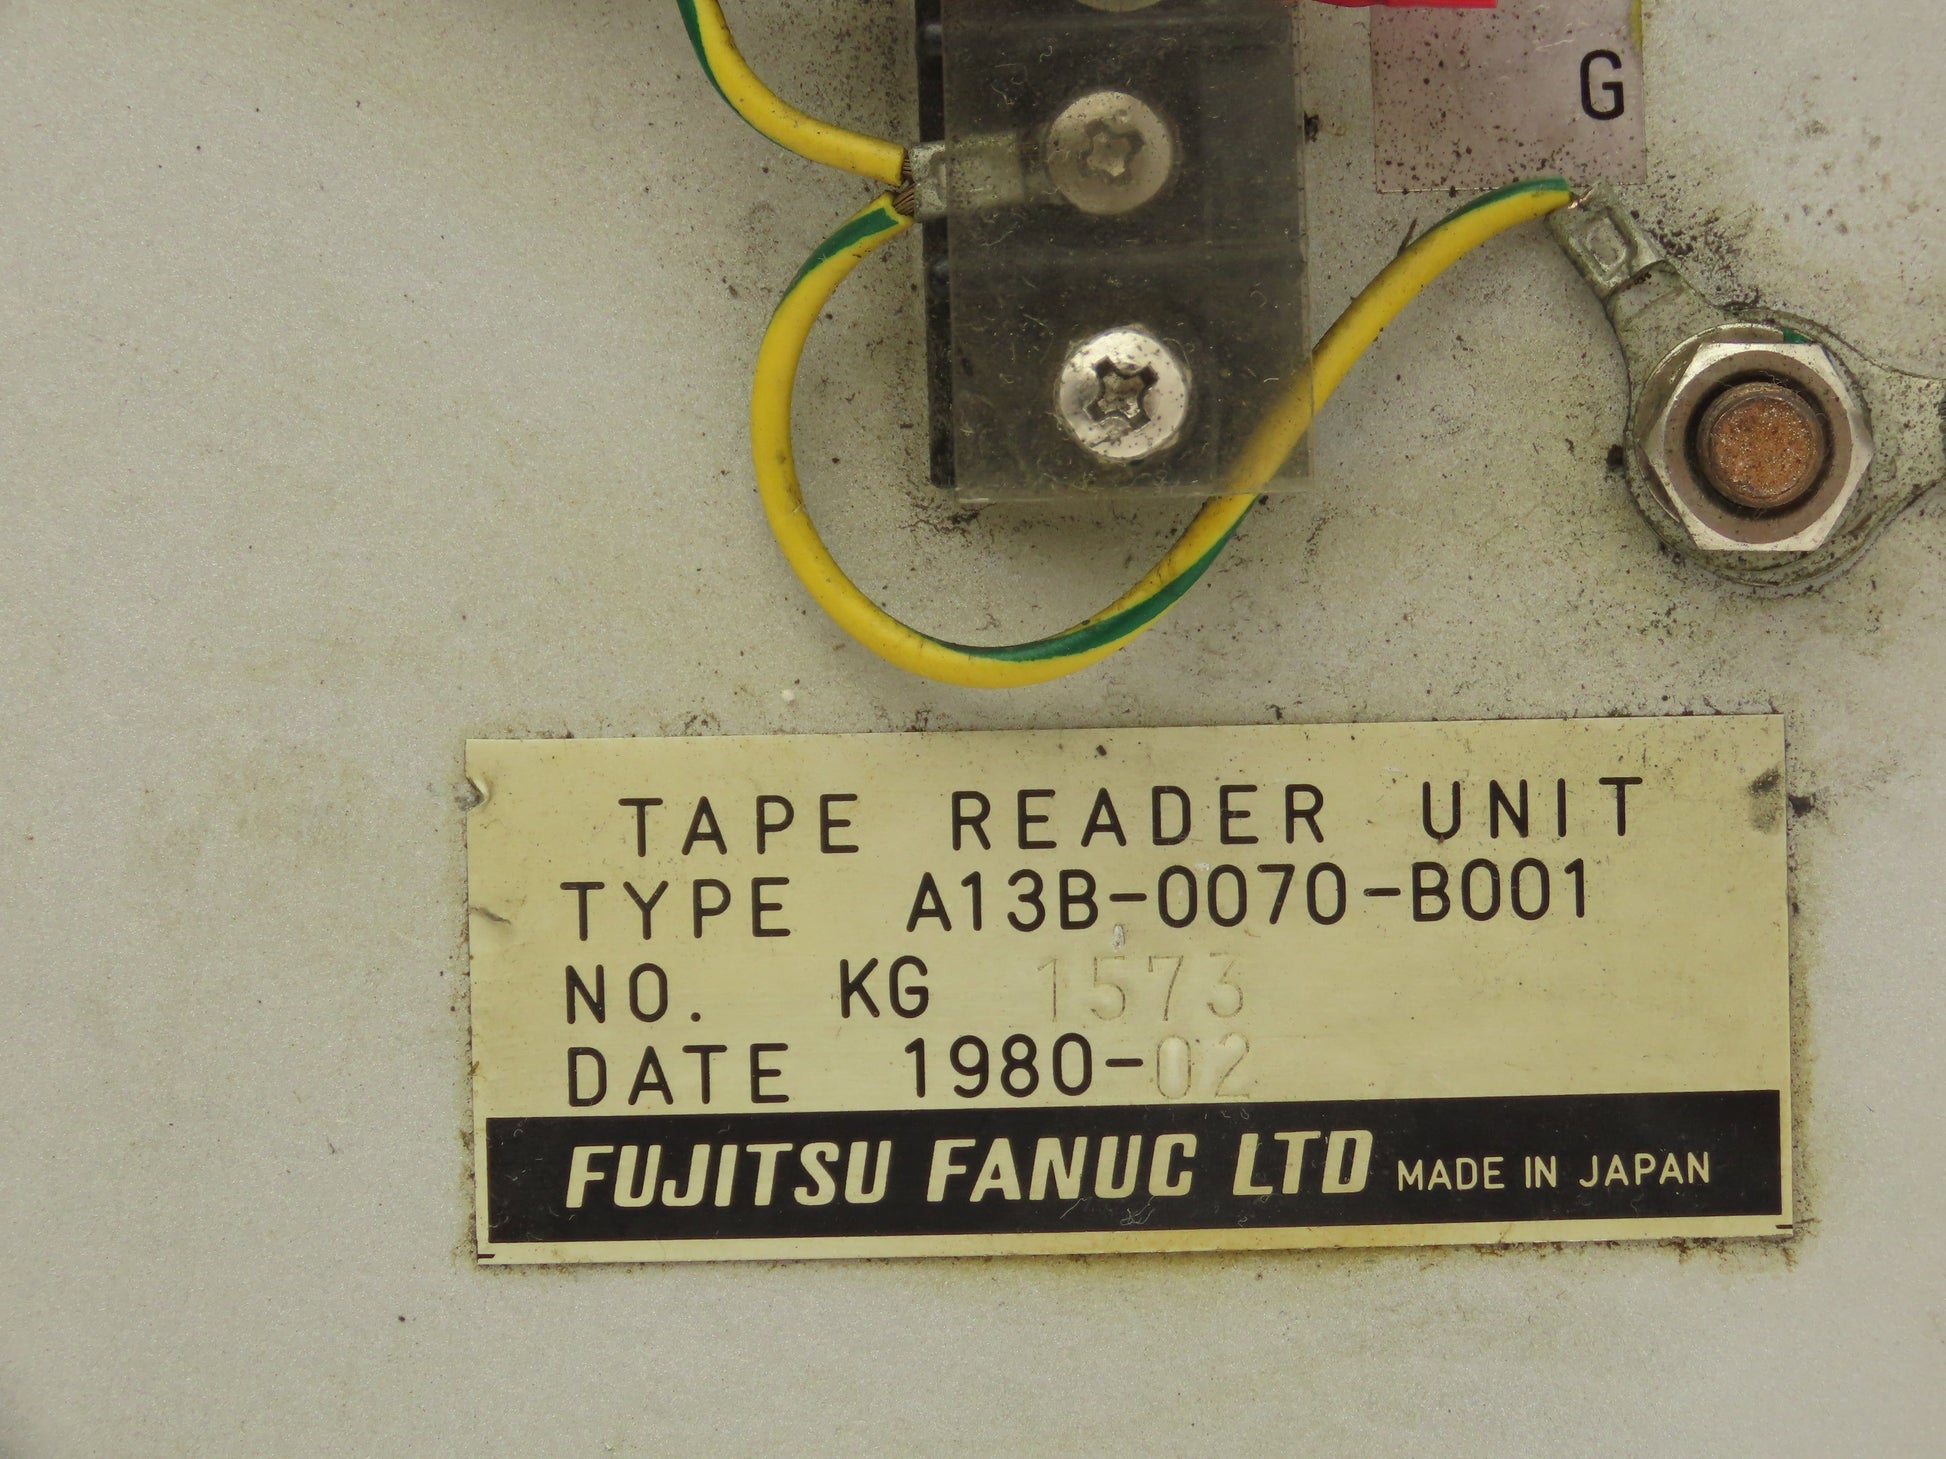 G
TAPE READER UNIT
TYPE A13B-0070-B001
NO. KG 1573
DATE 1980-02
FUJITSU FANUC LTD MADE IN JAPAN